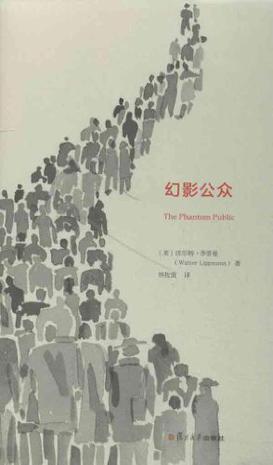 幻影公众
The Phantom Public
（美）沃尔特·李普曼
（Walter Lippmann）著
林牧茵 译
复旦大学出版社